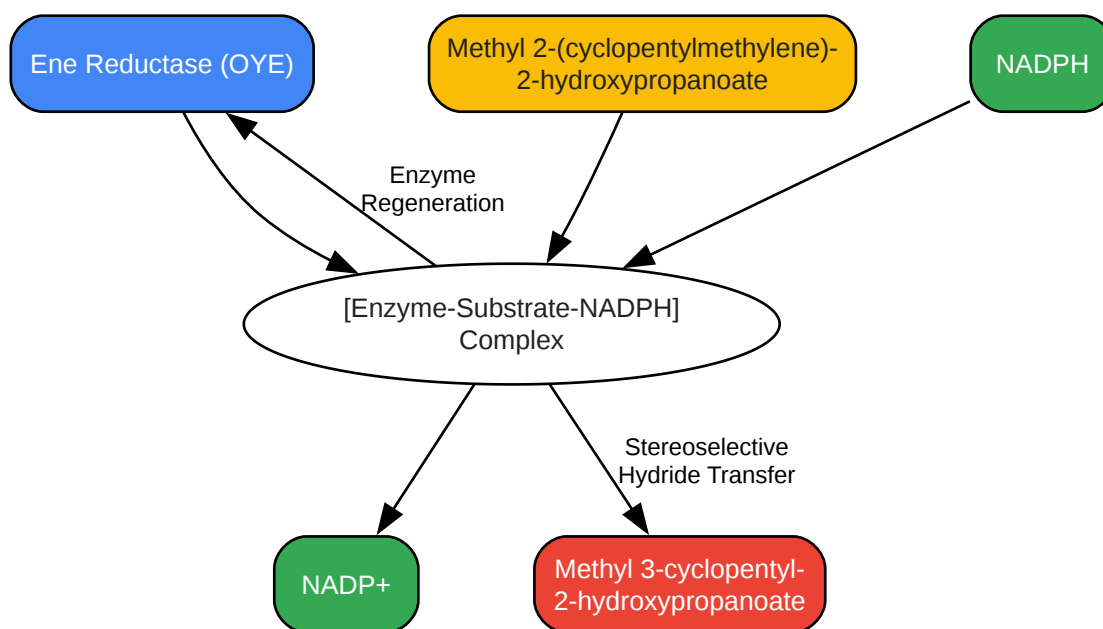 Ene Reductase (OYE)
Methyl 2-(cyclopentylmethylene)-
2-hydroxypropanoate
NADPH
Enzyme
Regeneration
[Enzyme-Substrate-NADPH]
Complex
Stereoselective
Hydride Transfer
NADP+
Methyl 3-cyclopentyl-
2-hydroxypropanoate